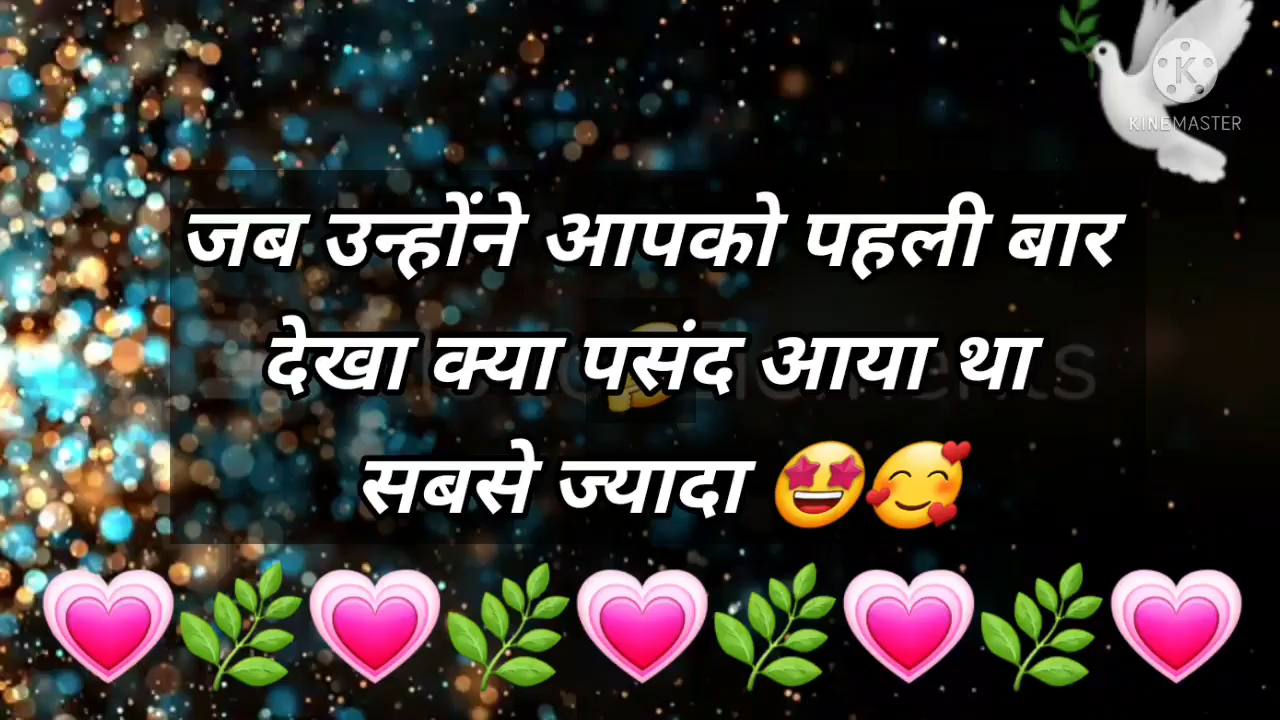 K
KINEMASTER
जब उन्होंने आपको पहली बार
देखा क्या पसंद आया था
सबसे ज्यादा 🤩🥰